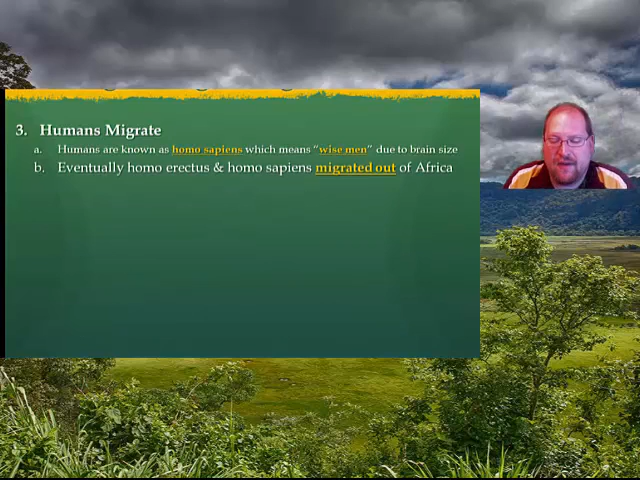 3. Humans Migrate
a. Humans are known as homo sapiens which means “wise men” due to brain size
b. Eventually homo erectus & homo sapiens migrated out of Africa